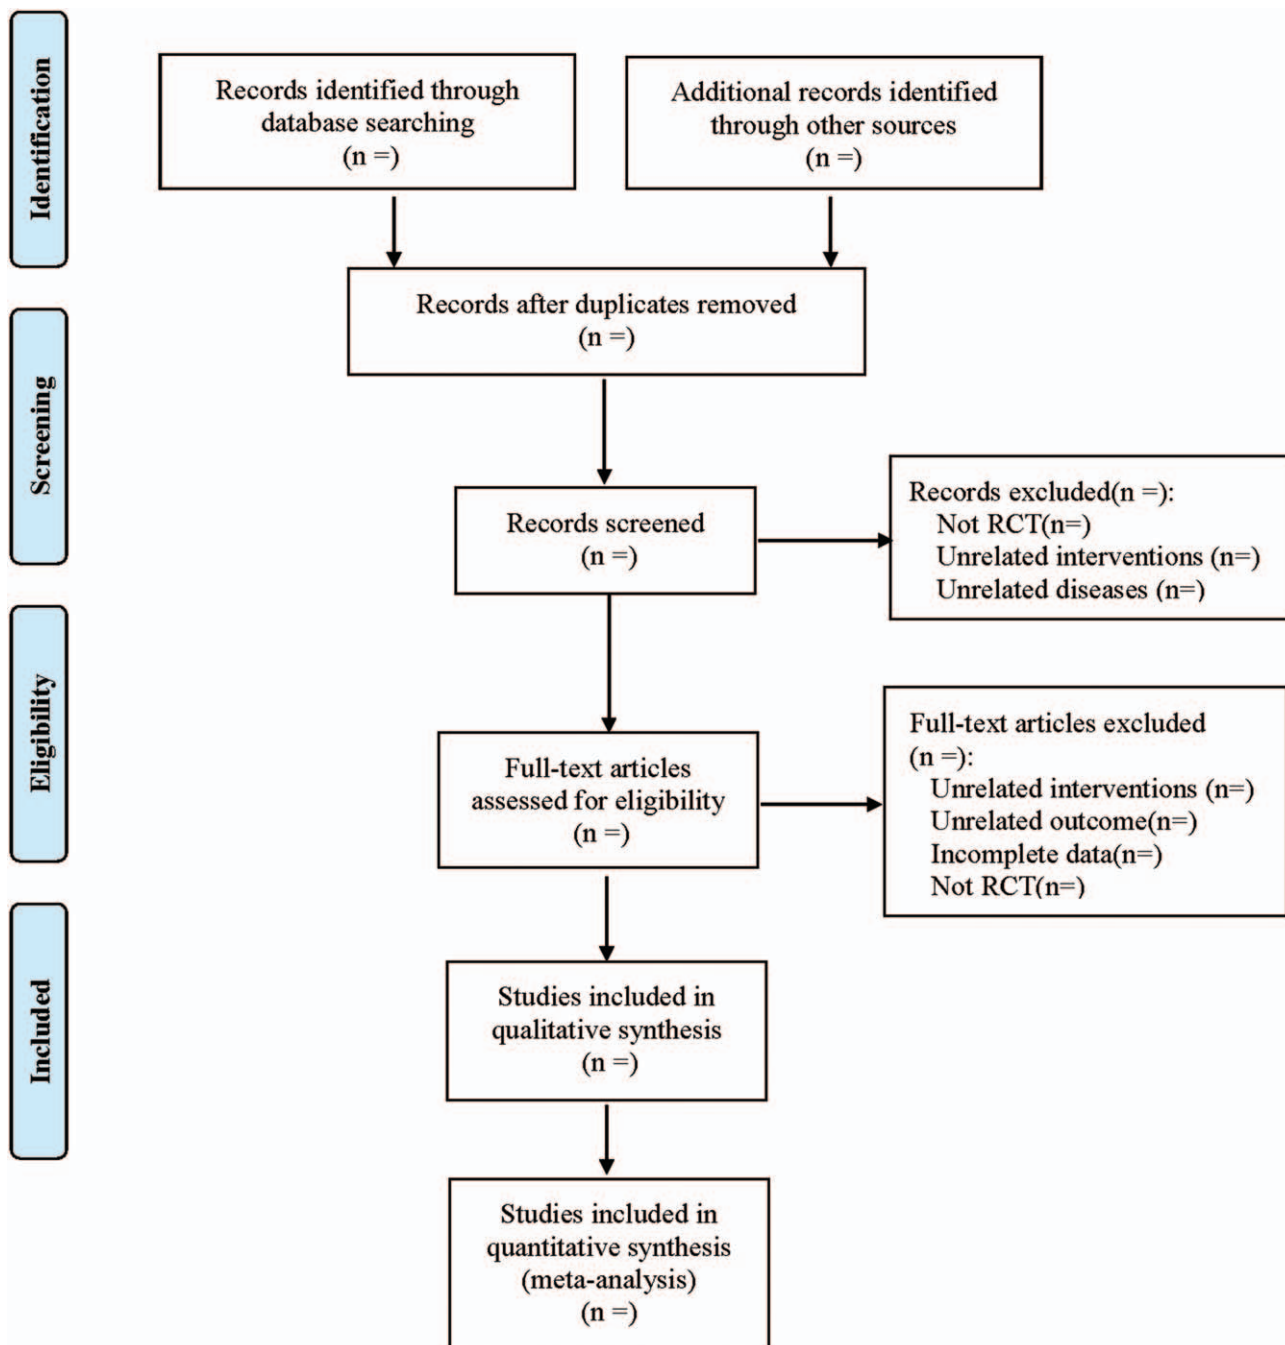 Identification
Records identified through
database searching
(n =)
Additional records identified
through other sources
(n =)
Records after duplicates removed
(n =)
Screening
Records screened
(n =)
Records excluded(n =):
Not RCT(n=)
Unrelated interventions (n=)
Unrelated diseases (n=)
Eligibility
Full-text articles
assessed for eligibility
(n =)
Full-text articles excluded
(n =):
Unrelated interventions (n=)
Unrelated outcome(n=)
Incomplete data(n=)
Not RCT(n=)
Included
Studies included in
qualitative synthesis
(n =)
Studies included in
quantitative synthesis
(meta-analysis)
(n =)